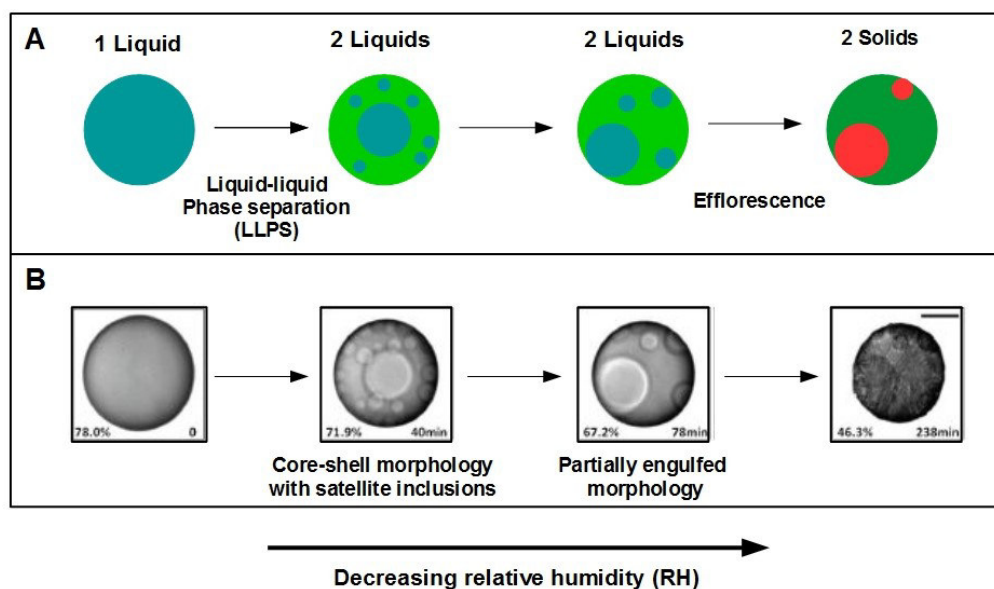 A
1 Liquid
2 Liquids
2 Liquids
2 Solids
Liquid-liquid
Phase separation
(LLPS)
Efflorescence
B
78.0%
0
71.9%
40min
67.2%
78min
46.3%
238min
Core-shell morphology
with satellite inclusions
Partially engulfed
morphology
Decreasing relative humidity (RH)